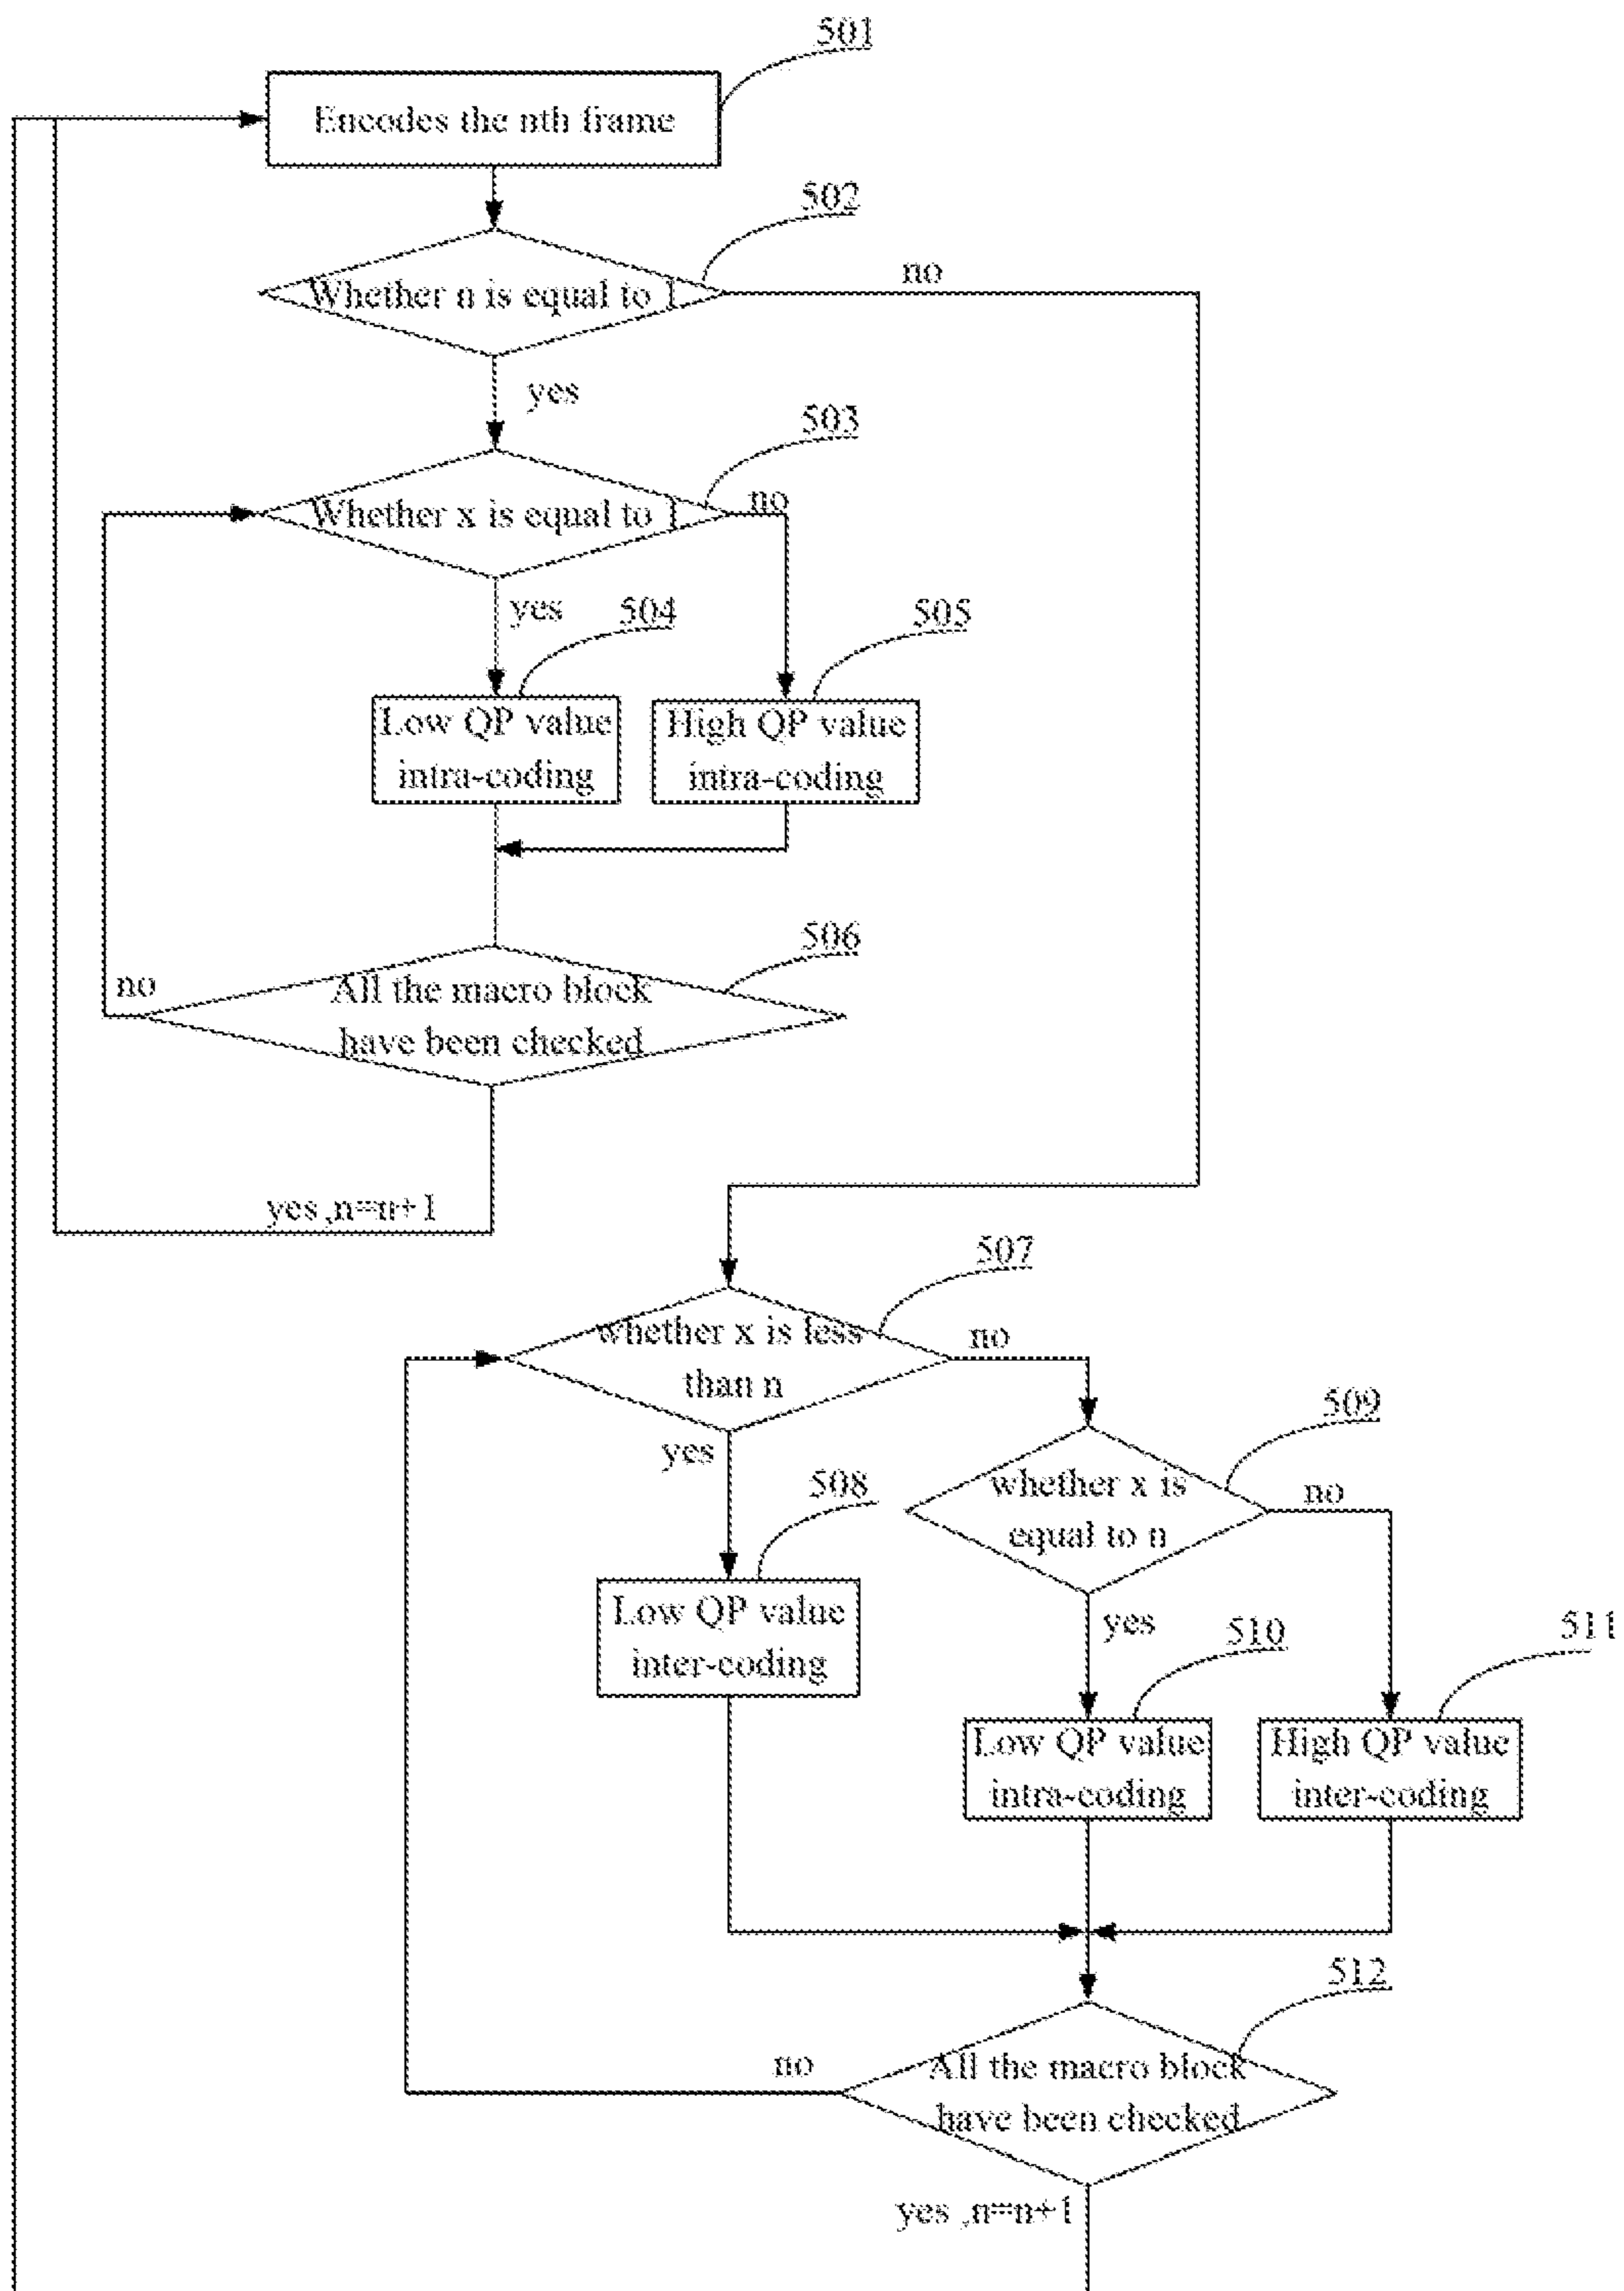 501
Encodes the nth frame
502
Whether n is equal to 1
no
yes
503
Whether x is equal to 1
no
yes
504
505
Low QP value
intra-coding
High QP value
intra-coding
506
no
All the macro block
have been checked
yes ,n=n+1
507
whether x is less
than n
no
yes
509
whether x is
equal to n
no
508
Low QP value
inter-coding
yes
510
511
Low QP value
intra-coding
High QP value
inter-coding
512
no
All the macro block
have been checked
yes ,n=n+1